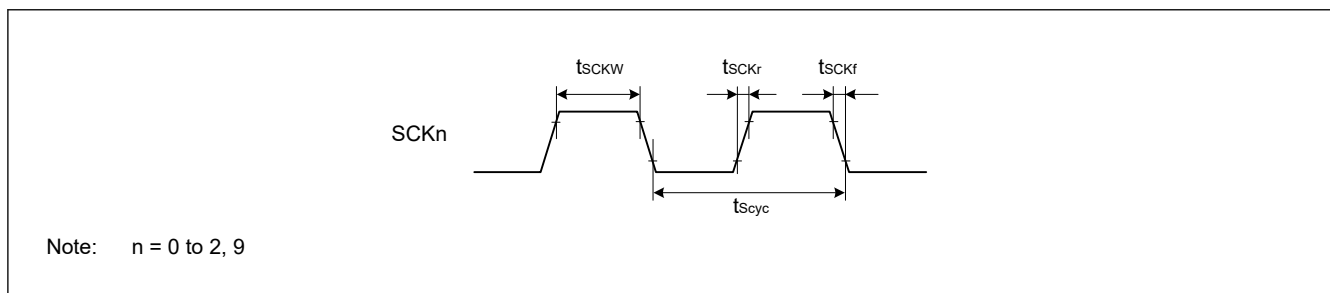 tSCKW tSCKr tSCKf
SCKn
tScyc
Note: n = 0 to 2, 9